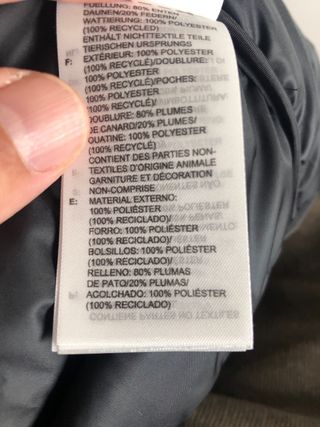 FUELLUNG: 80% ENTEN
DAUNEN/20% FEDERN/
WATTIERUNG: 100% POLYESTER
(100% RECYCLED)
ENTHÄLT NICHTTEXTILE TEILE
TIERISCHEN URSPRUNGS
F: EXTÉRIEUR: 100% POLYESTER
(100% RECYCLÉ)/DOUBLURE:
100% POLYESTER
(100% RECYCLÉ)/POCHES:
100% POLYESTER
(100% RECYCLÉ)/
DOUBLURE: 80% PLUMES
DE CANARD/20% PLUMES/
OUATINE: 100% POLYESTER
(100% RECYCLÉ)
CONTIENT DES PARTIES NON-
TEXTILES D'ORIGINE ANIMALE
GARNITURE ET DÉCORATION
NON-COMPRISE
E: MATERIAL EXTERNO:
100% POLIÉSTER
(100% RECICLADO)/
FORRO: 100% POLIÉSTER
(100% RECICLADO)/
BOLSILLOS: 100% POLIÉSTER
(100% RECICLADO)/
RELLENO: 80% PLUMAS
DE PATO/20% PLUMAS/
ACOLCHADO: 100% POLIÉSTER
(100% RECICLADO)